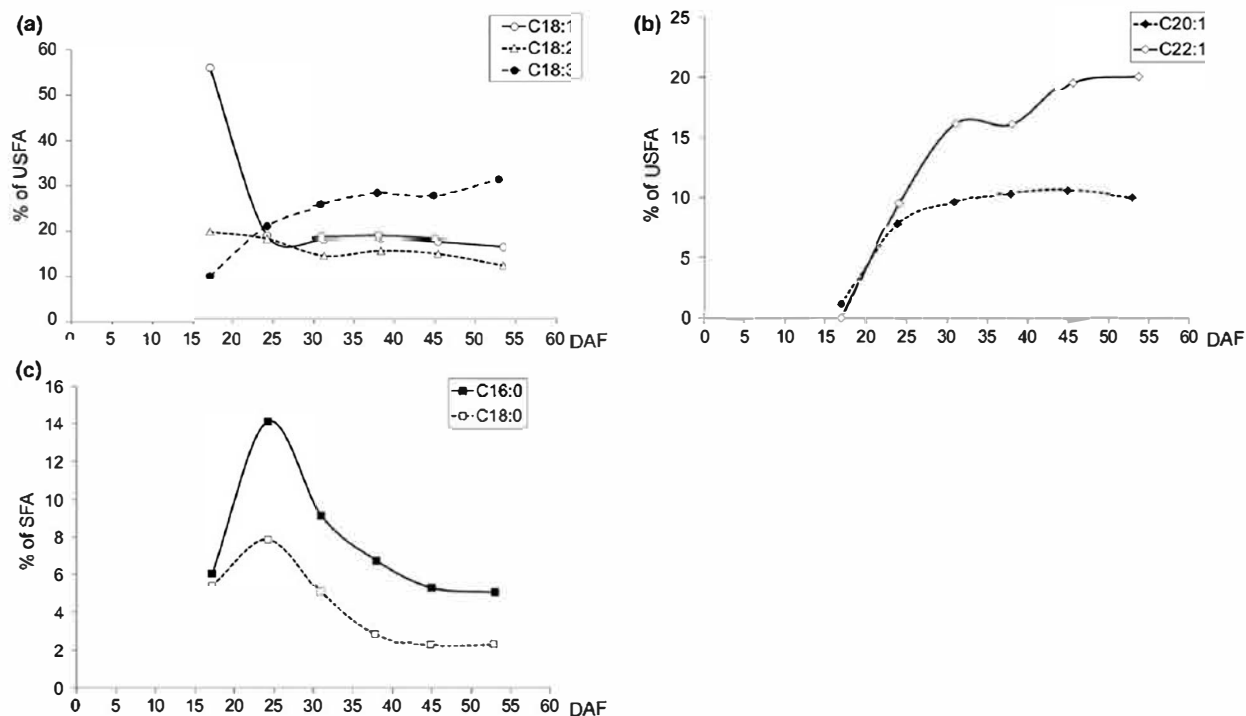 (a)
C18:1
C18:2
C18:3
% of USFA
60
50
40
30
20
10
0
0 5 10 15 20 25 30 35 40 45 50 55 60 DAF
(b)
C20:1
C22:1
% of USFA
25
20
15
10
5
0
0 5 10 15 20 25 30 35 40 45 50 55 60 DAF
(c)
C16:0
C18:0
% of SFA
16
14
12
10
8
6
4
2
0
0 5 10 15 20 25 30 35 40 45 50 55 60 DAF